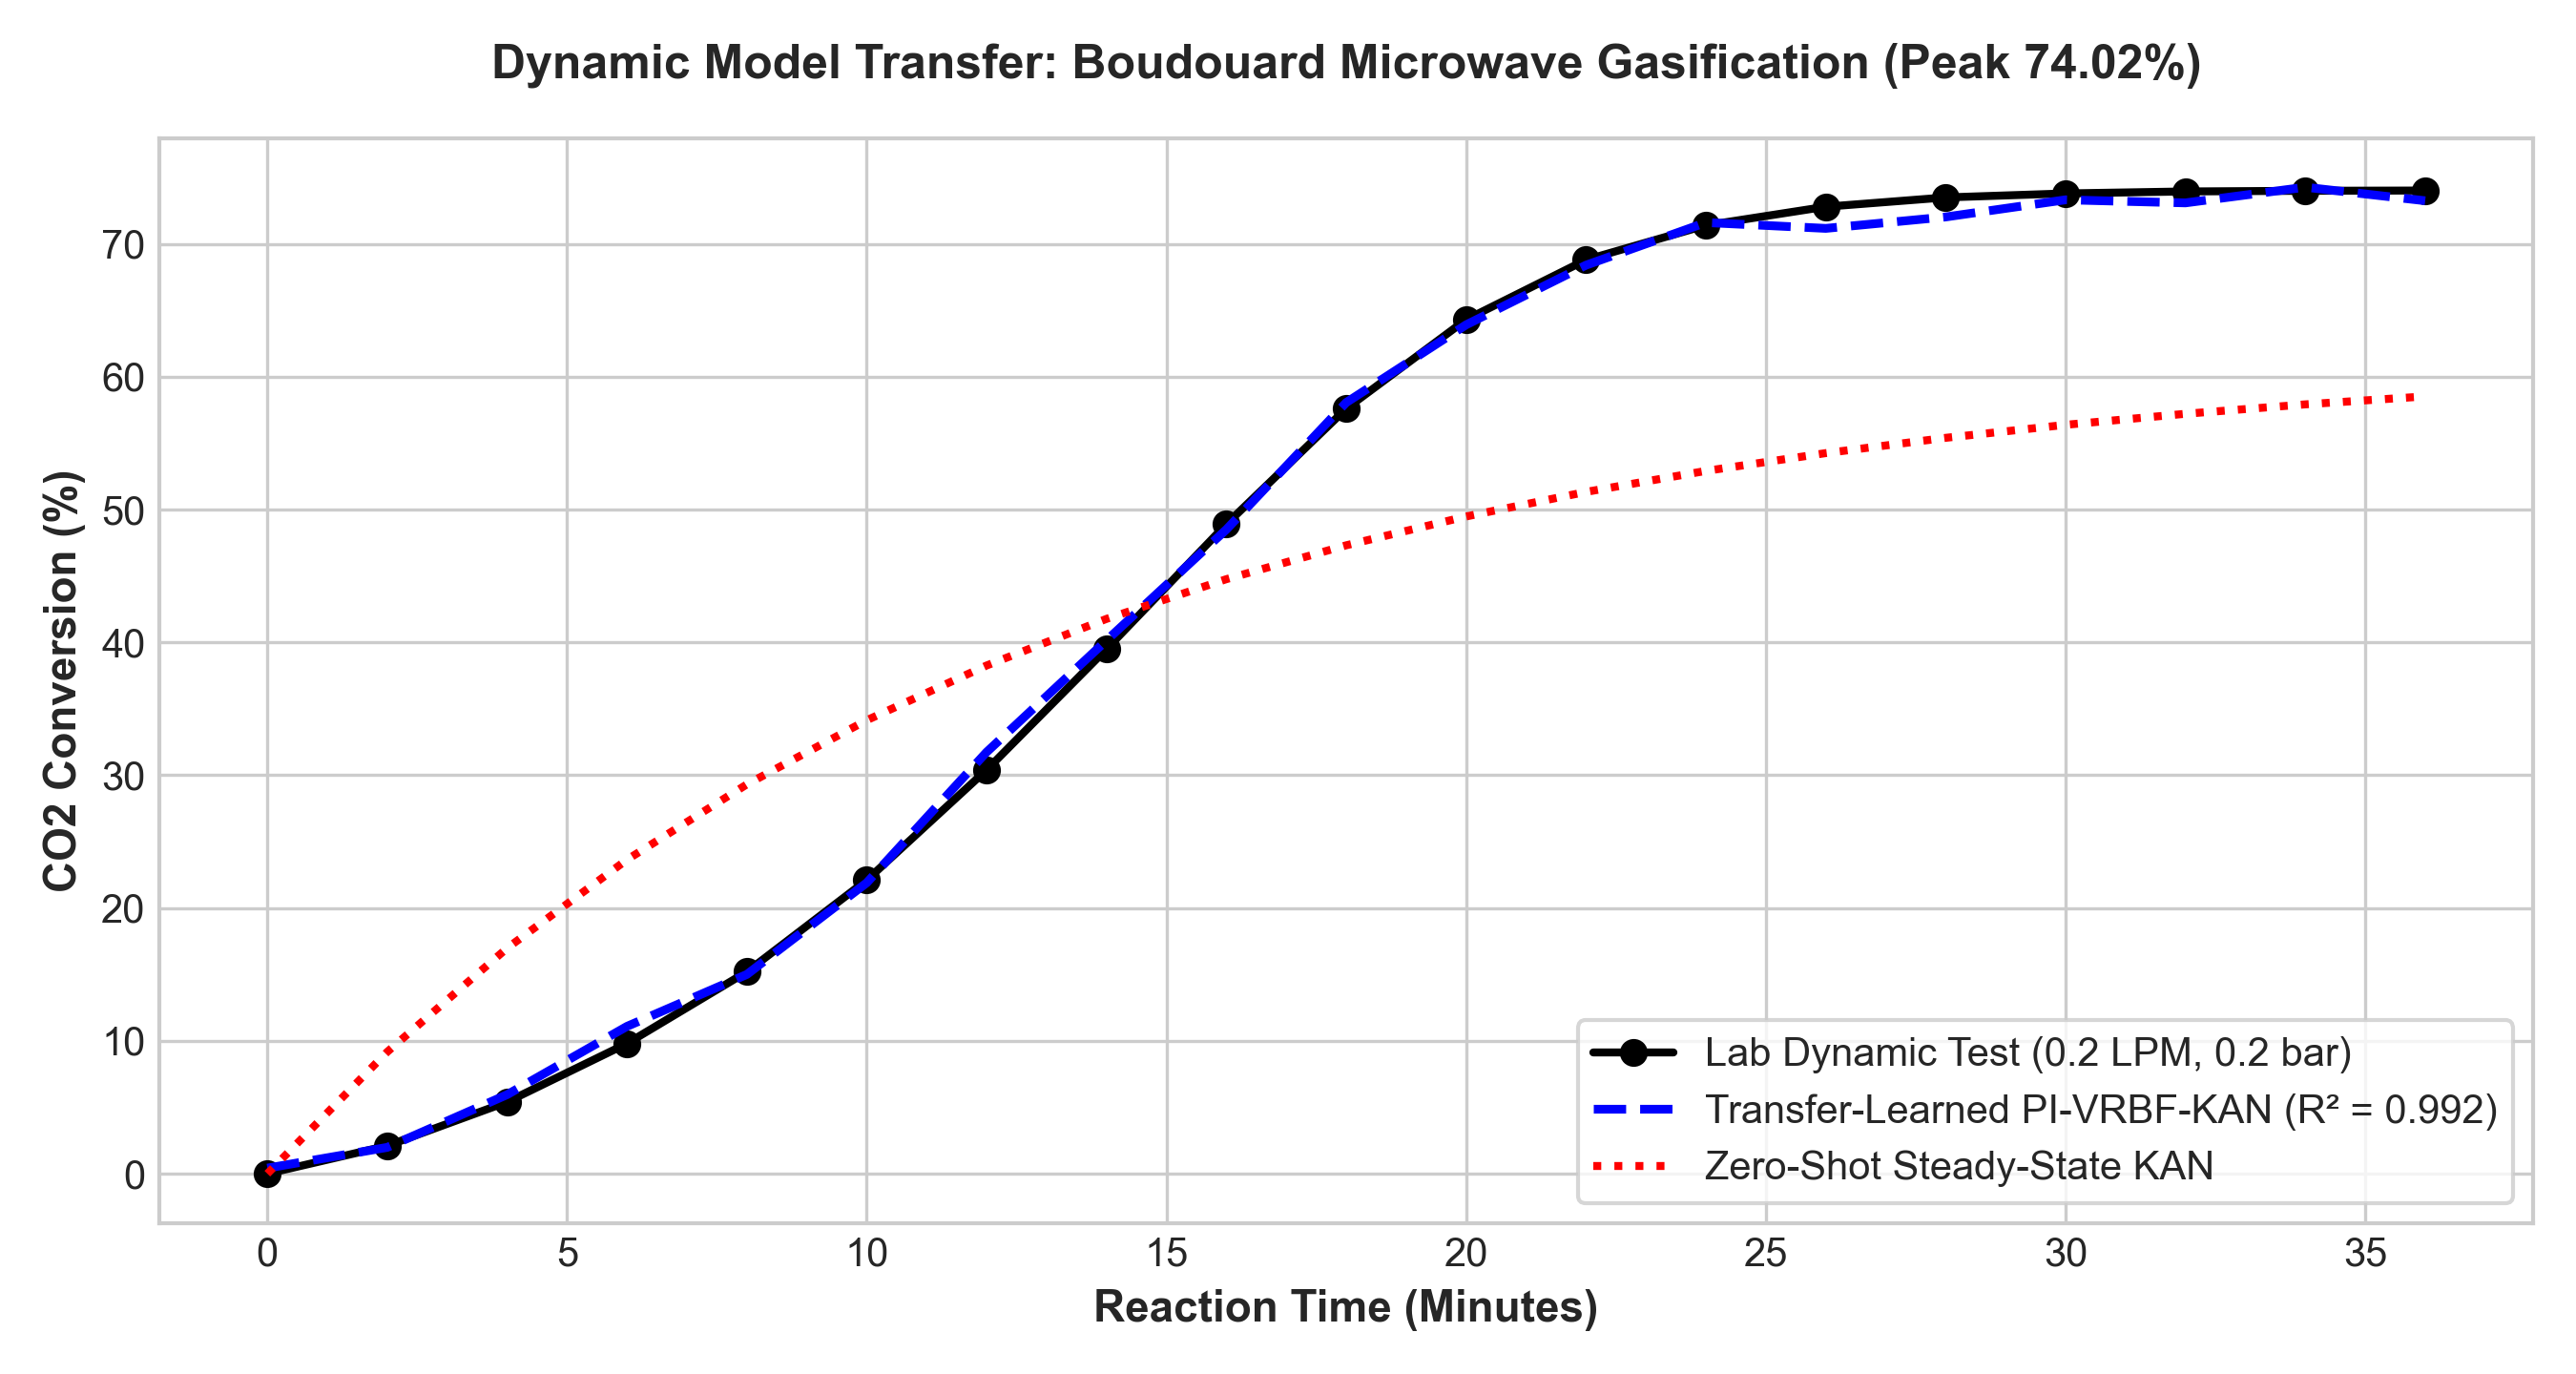 Dynamic Model Transfer: Boudouard Microwave Gasification (Peak 74.02%)
CO2 Conversion (%)
70
60
50
40
30
20
10
0
Lab Dynamic Test (0.2 LPM, 0.2 bar)
Transfer-Learned PI-VRBF-KAN (R² = 0.992)
Zero-Shot Steady-State KAN
0 5 10 15 20 25 30 35
Reaction Time (Minutes)